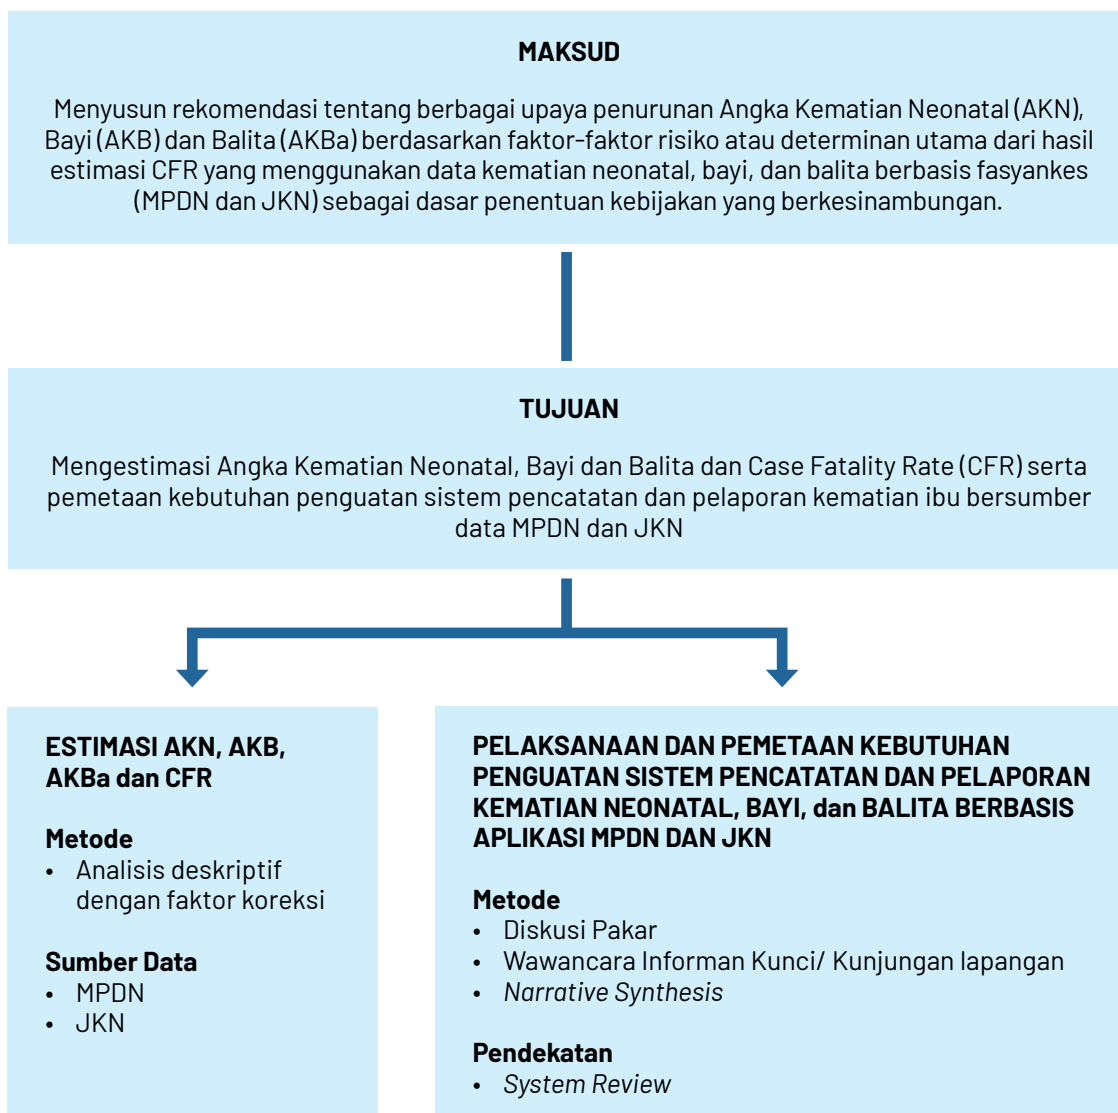 MAKSUD
Menyusun rekomendasi tentang berbagai upaya penurunan Angka Kematian Neonatal (AKN),
Bayi (AKB) dan Balita (AKBa) berdasarkan faktor-faktor risiko atau determinan utama dari hasil
estimasi CFR yang menggunakan data kematian neonatal, bayi, dan balita berbasis fasyankes
(MPDN dan JKN) sebagai dasar penentuan kebijakan yang berkesinambungan.
TUJUAN
Mengestimasi Angka Kematian Neonatal, Bayi dan Balita dan Case Fatality Rate (CFR) serta
pemetaan kebutuhan penguatan sistem pencatatan dan pelaporan kematian ibu bersumber
data MPDN dan JKN
ESTIMASI AKN, AKB,
AKBa dan CFR
Metode
• Analisis deskriptif
dengan faktor koreksi
Sumber Data
• MPDN
• JKN
PELAKSANAAN DAN PEMETAAN KEBUTUHAN
PENGUATAN SISTEM PENCATATAN DAN PELAPORAN
KEMATIAN NEONATAL, BAYI, dan BALITA BERBASIS
APLIKASI MPDN DAN JKN
Metode
• Diskusi Pakar
• Wawancara Informan Kunci/ Kunjungan lapangan
• Narrative Synthesis
Pendekatan
• System Review